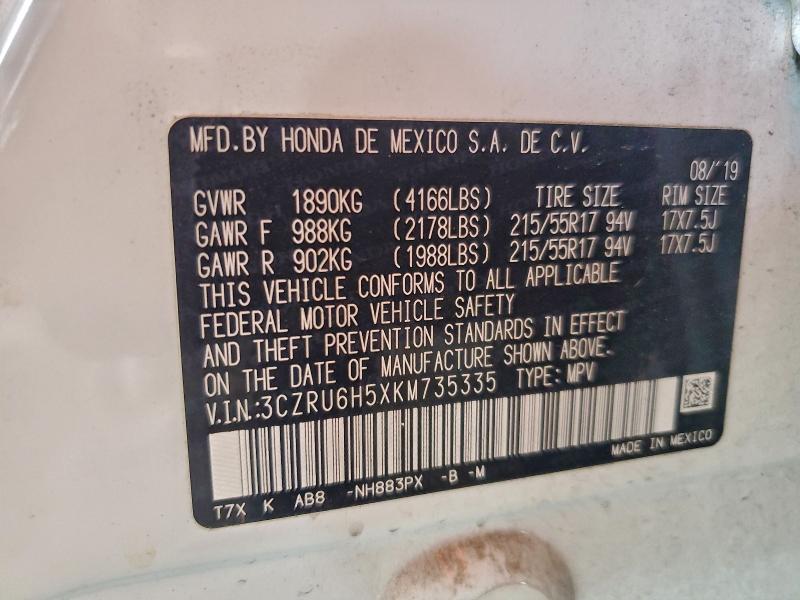 MFD.BY HONDA DE MEXICO S.A. DE C.V.
08/'19
GVWR 1890KG (4166LBS) TIRE SIZE RIM SIZE
GAWR F 988KG (2178LBS) 215/55R17 94V 17X7.5J
GAWR R 902KG (1988LBS) 215/55R17 94V 17X7.5J
THIS VEHICLE CONFORMS TO ALL APPLICABLE
FEDERAL MOTOR VEHICLE SAFETY
AND THEFT PREVENTION STANDARDS IN EFFECT
ON THE DATE OF MANUFACTURE SHOWN ABOVE.
V.I.N.:3CZRU6H5XKM735335 TYPE: MPV
MADE IN MEXICO
T7X K AB8 -NH883PX -B -M